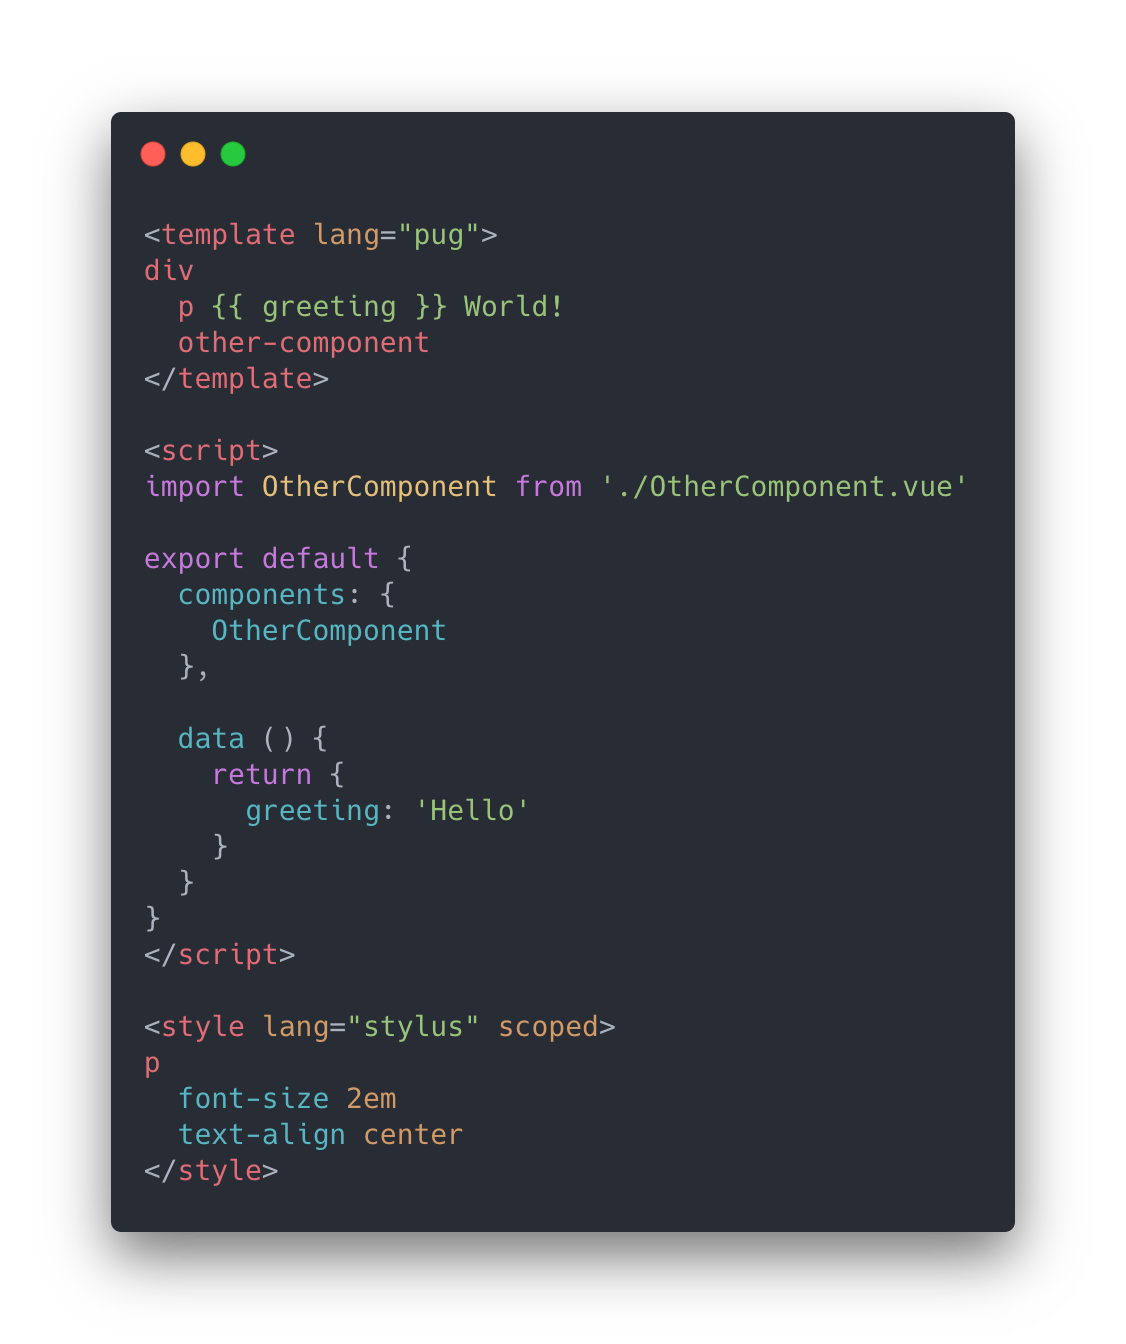 <template lang="pug">
div
  p {{ greeting }} World!
  other-component
</template>

<script>
import OtherComponent from './OtherComponent.vue'

export default {
  components: {
    OtherComponent
  },

  data () {
    return {
      greeting: 'Hello'
    }
  }
}
</script>

<style lang="stylus" scoped>
p
  font-size 2em
  text-align center
</style>